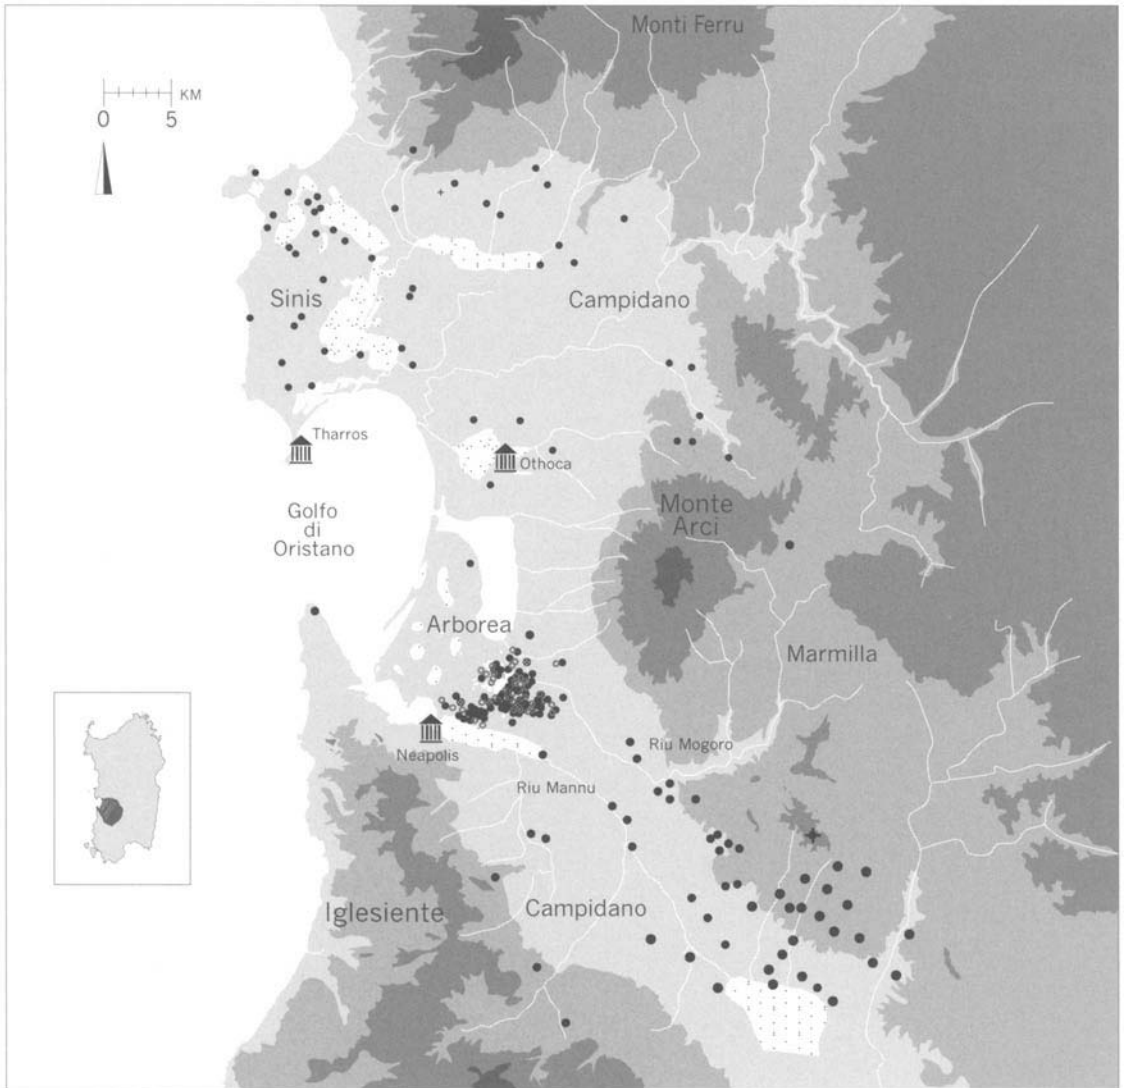 Monti Ferru
KM
0 5
Sinis
Campidano
Tharros
Othoca
Golfo
di
Oristano
Monte
Arci
Arborea
Marmilla
Neapolis
Riu Mogoro
Riu Mannu
Iglesiente
Campidano